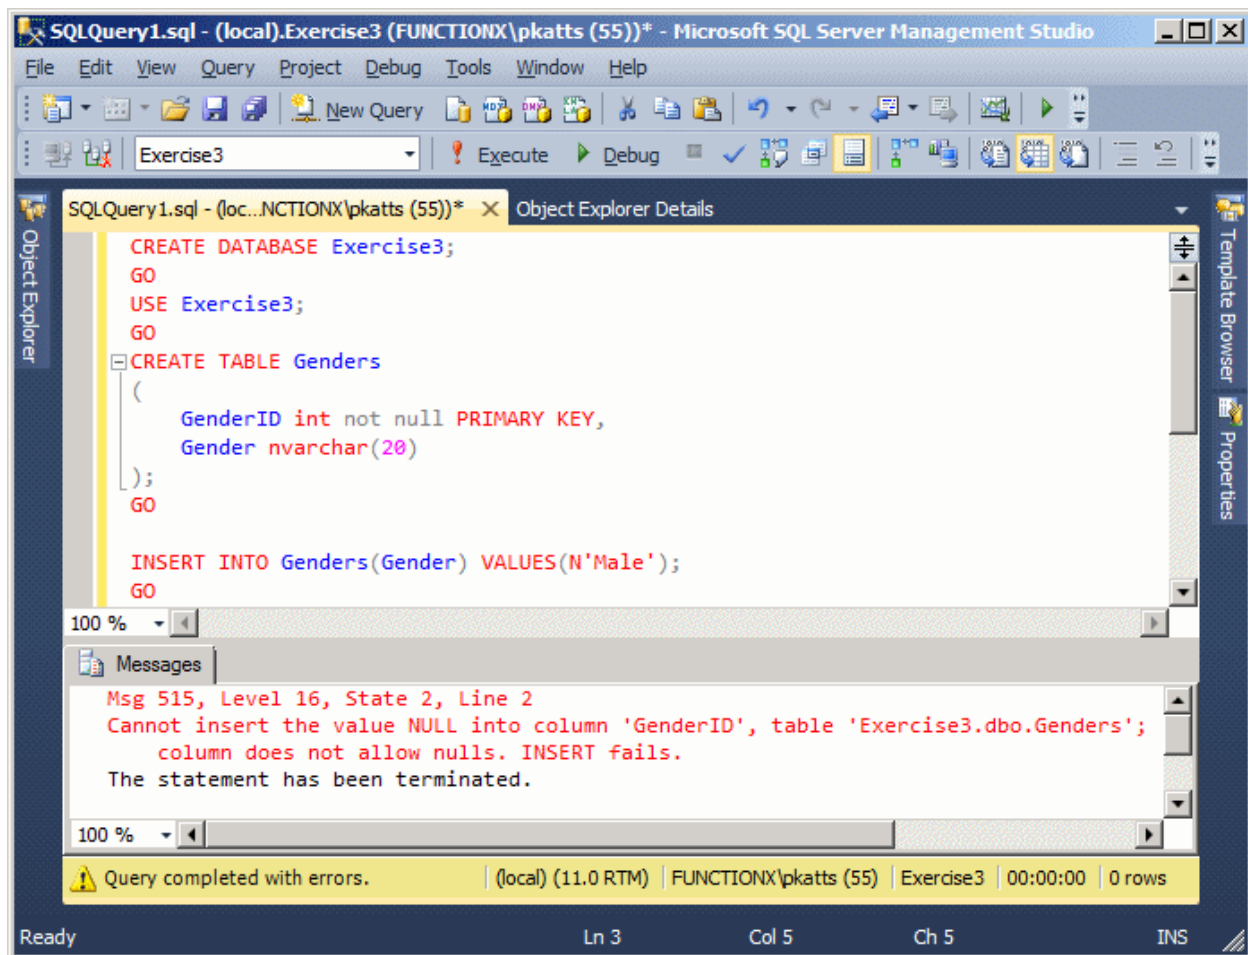 SQLQuery1.sql - (local).Exercise3 (FUNCTIONX\pkatts (55))* - Microsoft SQL Server Management Studio
File Edit View Query Project Debug Tools Window Help
New Query
Exercise3 Execute Debug
SQLQuery1.sql - (loc...NCTIONX\pkatts (55))* Object Explorer Details
Object Explorer
CREATE DATABASE Exercise3;
GO
USE Exercise3;
GO
CREATE TABLE Genders
(
    GenderID int not null PRIMARY KEY,
    Gender nvarchar(20)
);
GO
INSERT INTO Genders(Gender) VALUES(N'Male');
GO
100 %
Template Browser
Properties
Messages
Msg 515, Level 16, State 2, Line 2
Cannot insert the value NULL into column 'GenderID', table 'Exercise3.dbo.Genders';
    column does not allow nulls. INSERT fails.
The statement has been terminated.
100 %
Query completed with errors. (local) (11.0 RTM) FUNCTIONX\pkatts (55) Exercise3 00:00:00 0 rows
Ready Ln 3 Col 5 Ch 5 INS